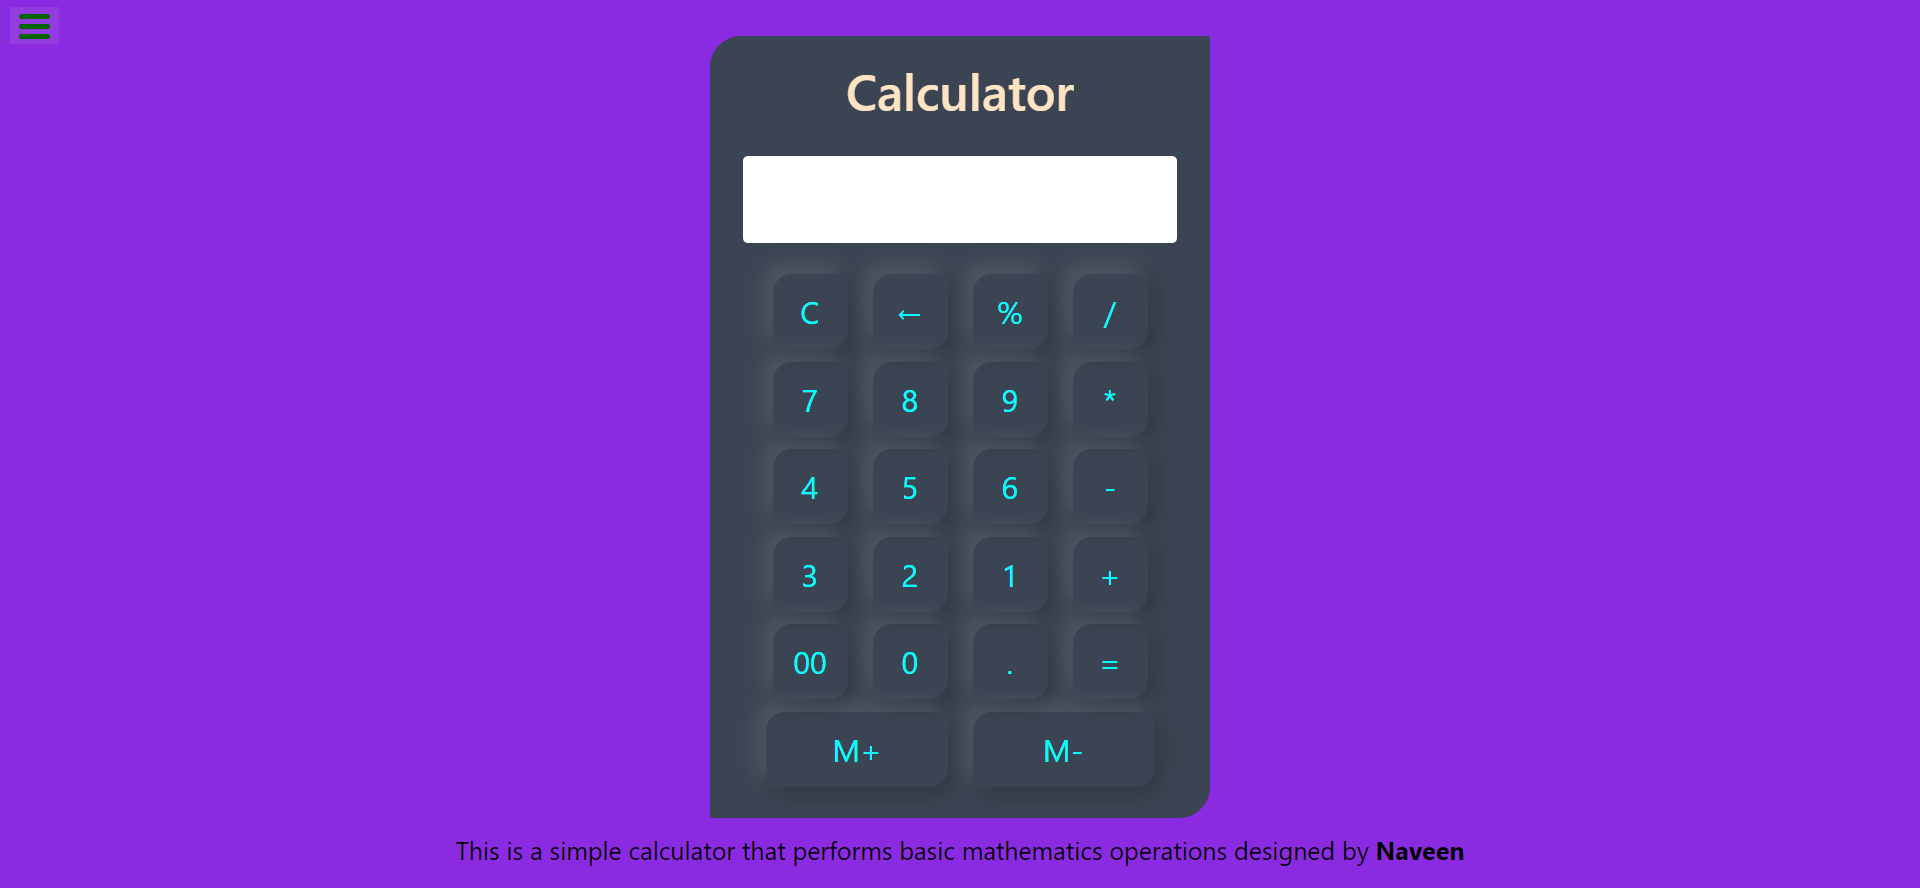 Calculator
C ← % /
7 8 9 *
4 5 6 -
3 2 1 +
00 0 . =
M+ M-
This is a simple calculator that performs basic mathematics operations designed by Naveen